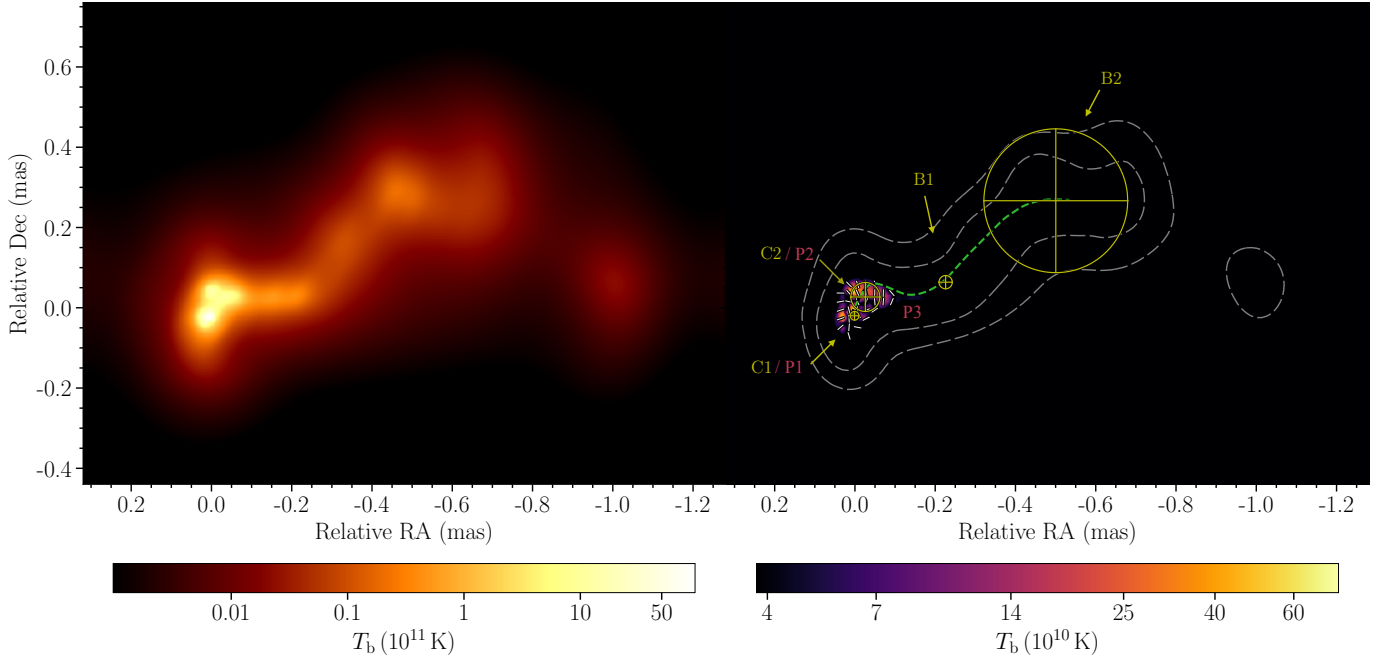 0.6
0.4
0.2
0.0
-0.2
-0.4
Relative Dec (mas)
0.2 0.0 -0.2 -0.4 -0.6 -0.8 -1.0 -1.2
Relative RA (mas)
0.01 0.1 1 10 50
T_b (10^11 K)
B2
B1
C2 / P2
P3
C1 / P1
0.2 0.0 -0.2 -0.4 -0.6 -0.8 -1.0 -1.2
Relative RA (mas)
4 7 14 25 40 60
T_b (10^10 K)